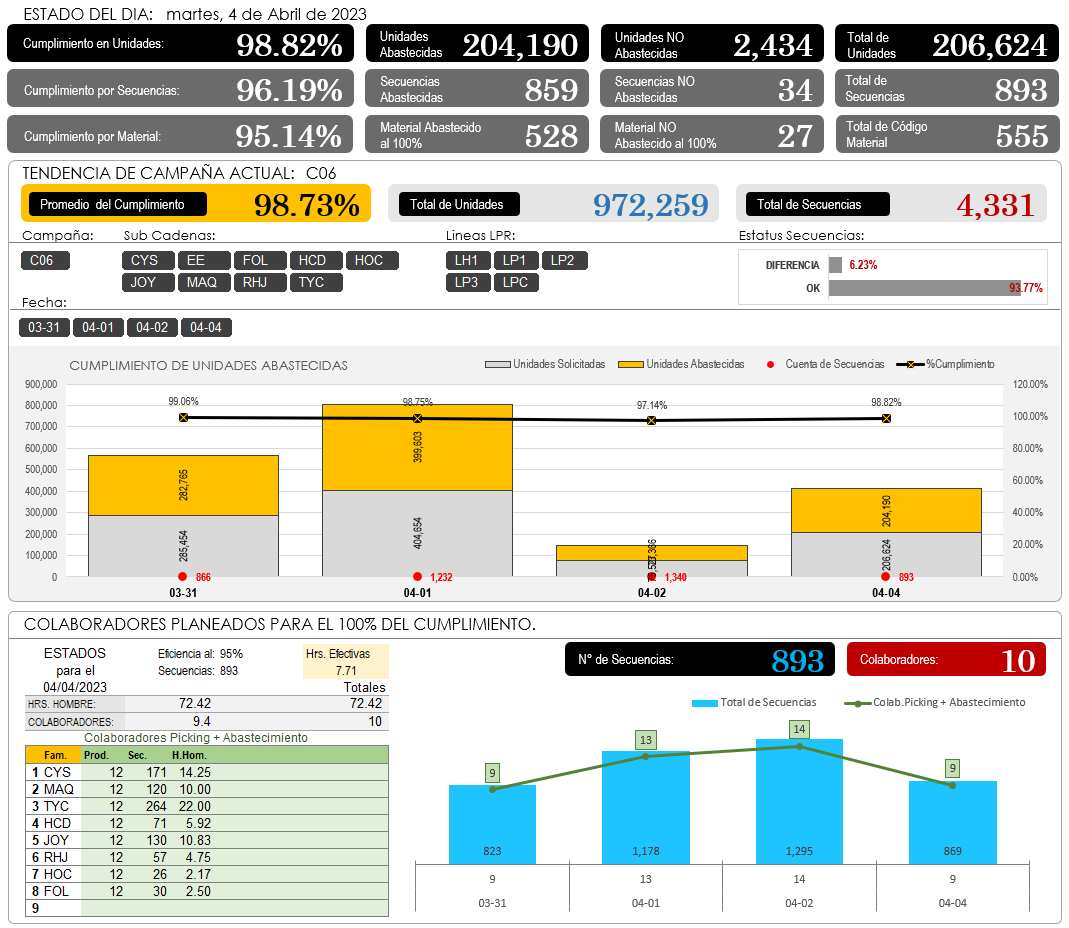 ESTADO DEL DIA: martes, 4 de Abril de 2023
Cumplimiento en Unidades: 98.82%
Unidades Abastecidas 204,190
Unidades NO Abastecidas 2,434
Total de Unidades 206,624
Cumplimiento por Secuencias: 96.19%
Secuencias Abastecidas 859
Secuencias NO Abastecidas 34
Total de Secuencias 893
Cumplimiento por Material: 95.14%
Material Abastecido al 100% 528
Material NO Abastecido al 100% 27
Total de Código Material 555
TENDENCIA DE CAMPAÑA ACTUAL: C06
Promedio del Cumplimiento 98.73%
Total de Unidades 972,259
Total de Secuencias 4,331
Campaña: Sub Cadenas: Lineas LPR: Estatus Secuencias:
C06 CYS EE FOL HCD HOC LH1 LP1 LP2
JOY MAQ RHJ TYC LP3 LPC
DIFERENCIA 6.23%
OK 93.77%
Fecha:
03-31 04-01 04-02 04-04
CUMPLIMIENTO DE UNIDADES ABASTECIDAS
Unidades Solicitadas Unidades Abastecidas Cuenta de Secuencias %Cumplimiento
900,000 120.00%
800,000
700,000 100.00%
600,000 80.00%
500,000 60.00%
400,000
300,000 40.00%
200,000
100,000 20.00%
0 0.00%
99.06% 98.75% 97.14% 98.82%
282,765 399,603 204,190
285,454 404,654 206,624
866 1,232 1,340 893
03-31 04-01 04-02 04-04
COLABORADORES PLANEADOS PARA EL 100% DEL CUMPLIMIENTO.
ESTADOS para el 04/04/2023
Eficiencia al: 95%
Secuencias: 893
Hrs. Efectivas
7.71
Totales
HRS. HOMBRE: 72.42 72.42
COLABORADORES: 9.4 10
Colaboradores Picking + Abastecimiento
Fam. Prod. Sec. H.Hom.
1 CYS 12 171 14.25
2 MAQ 12 120 10.00
3 TYC 12 264 22.00
4 HCD 12 71 5.92
5 JOY 12 130 10.83
6 RHJ 12 57 4.75
7 HOC 12 26 2.17
8 FOL 12 30 2.50
9
N° de Secuencias: 893
Colaboradores: 10
Total de Secuencias Colab.Picking + Abastecimiento
9 13 14 9
823 1,178 1,295 869
9 13 14 9
03-31 04-01 04-02 04-04